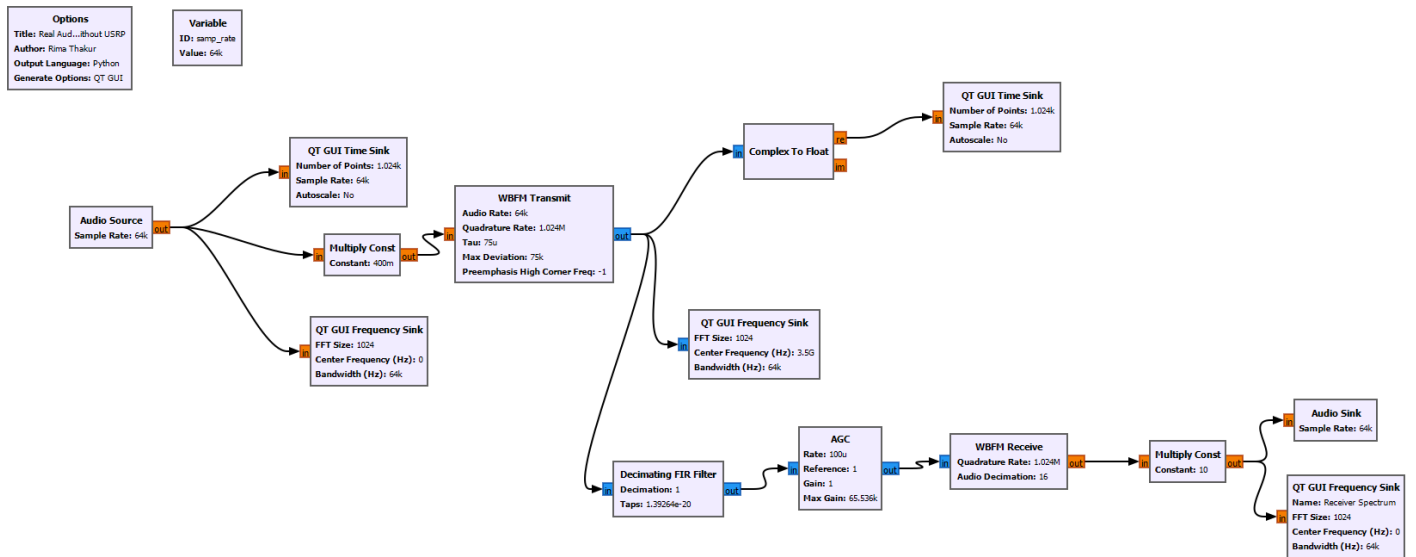 Options
Title: Real Aud...ithout USRP
Author: Rima Thakur
Output Language: Python
Generate Options: QT GUI
Variable
ID: samp_rate
Value: 64k
QT GUI Time Sink
Number of Points: 1.024k
Sample Rate: 64k
Autoscale: No
in
Audio Source
Sample Rate: 64k
out
Multiply Const
Constant: 400m
in
out
QT GUI Frequency Sink
FFT Size: 1024
Center Frequency (Hz): 0
Bandwidth (Hz): 64k
in
WBFM Transmit
Audio Rate: 64k
Quadrature Rate: 1.024M
Tau: 75u
Max Deviation: 75k
Preemphasis High Corner Freq: -1
in
out
Complex To Float
in
re
im
QT GUI Time Sink
Number of Points: 1.024k
Sample Rate: 64k
Autoscale: No
in
QT GUI Frequency Sink
FFT Size: 1024
Center Frequency (Hz): 3.5G
Bandwidth (Hz): 64k
in
Decimating FIR Filter
Decimation: 1
Taps: 1.39264e-20
in
out
AGC
Rate: 100u
Reference: 1
Gain: 1
Max Gain: 65.536k
in
out
WBFM Receive
Quadrature Rate: 1.024M
Audio Decimation: 16
in
out
Multiply Const
Constant: 10
in
out
Audio Sink
Sample Rate: 64k
in
QT GUI Frequency Sink
Name: Receiver Spectrum
FFT Size: 1024
Center Frequency (Hz): 0
Bandwidth (Hz): 64k
in